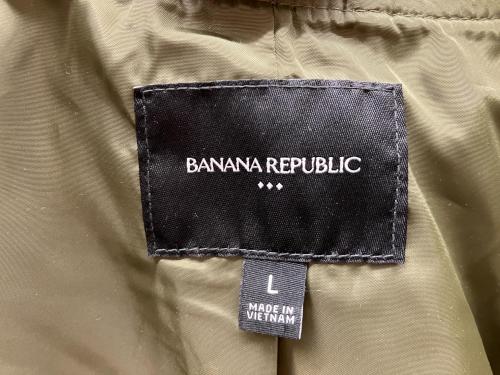 BANANA REPUBLIC
L
MADE IN
VIETNAM